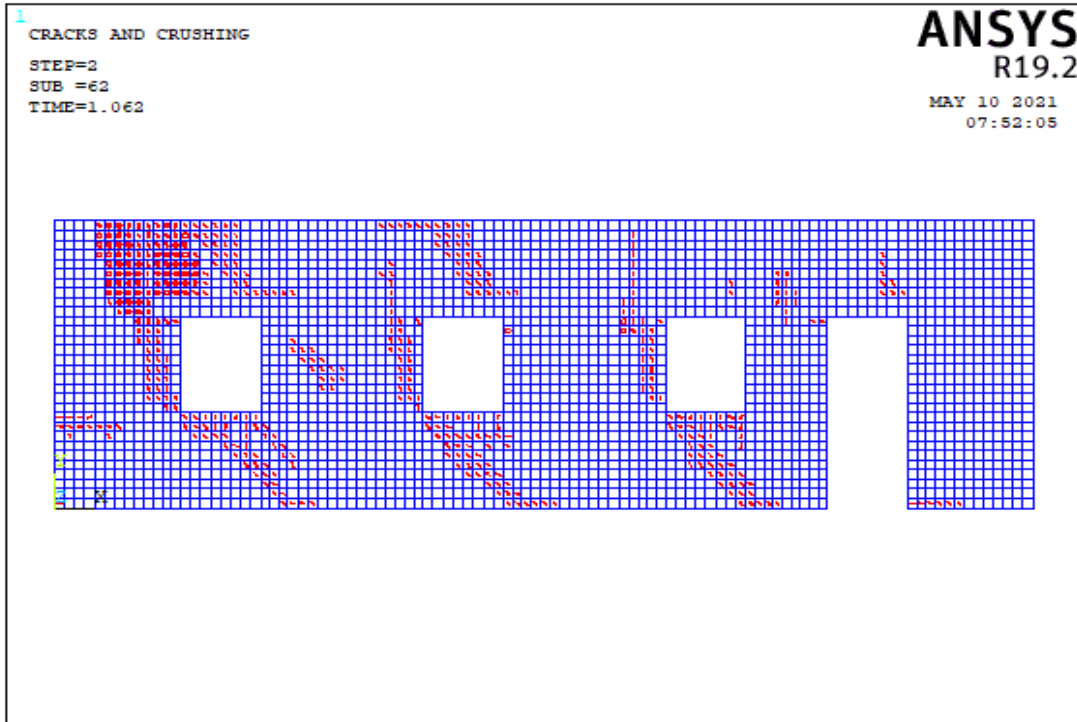 1
CRACKS AND CRUSHING
STEP=2
SUB =62
TIME=1.062
ANSYS
R19.2
MAY 10 2021
07:52:05
Y
Z X